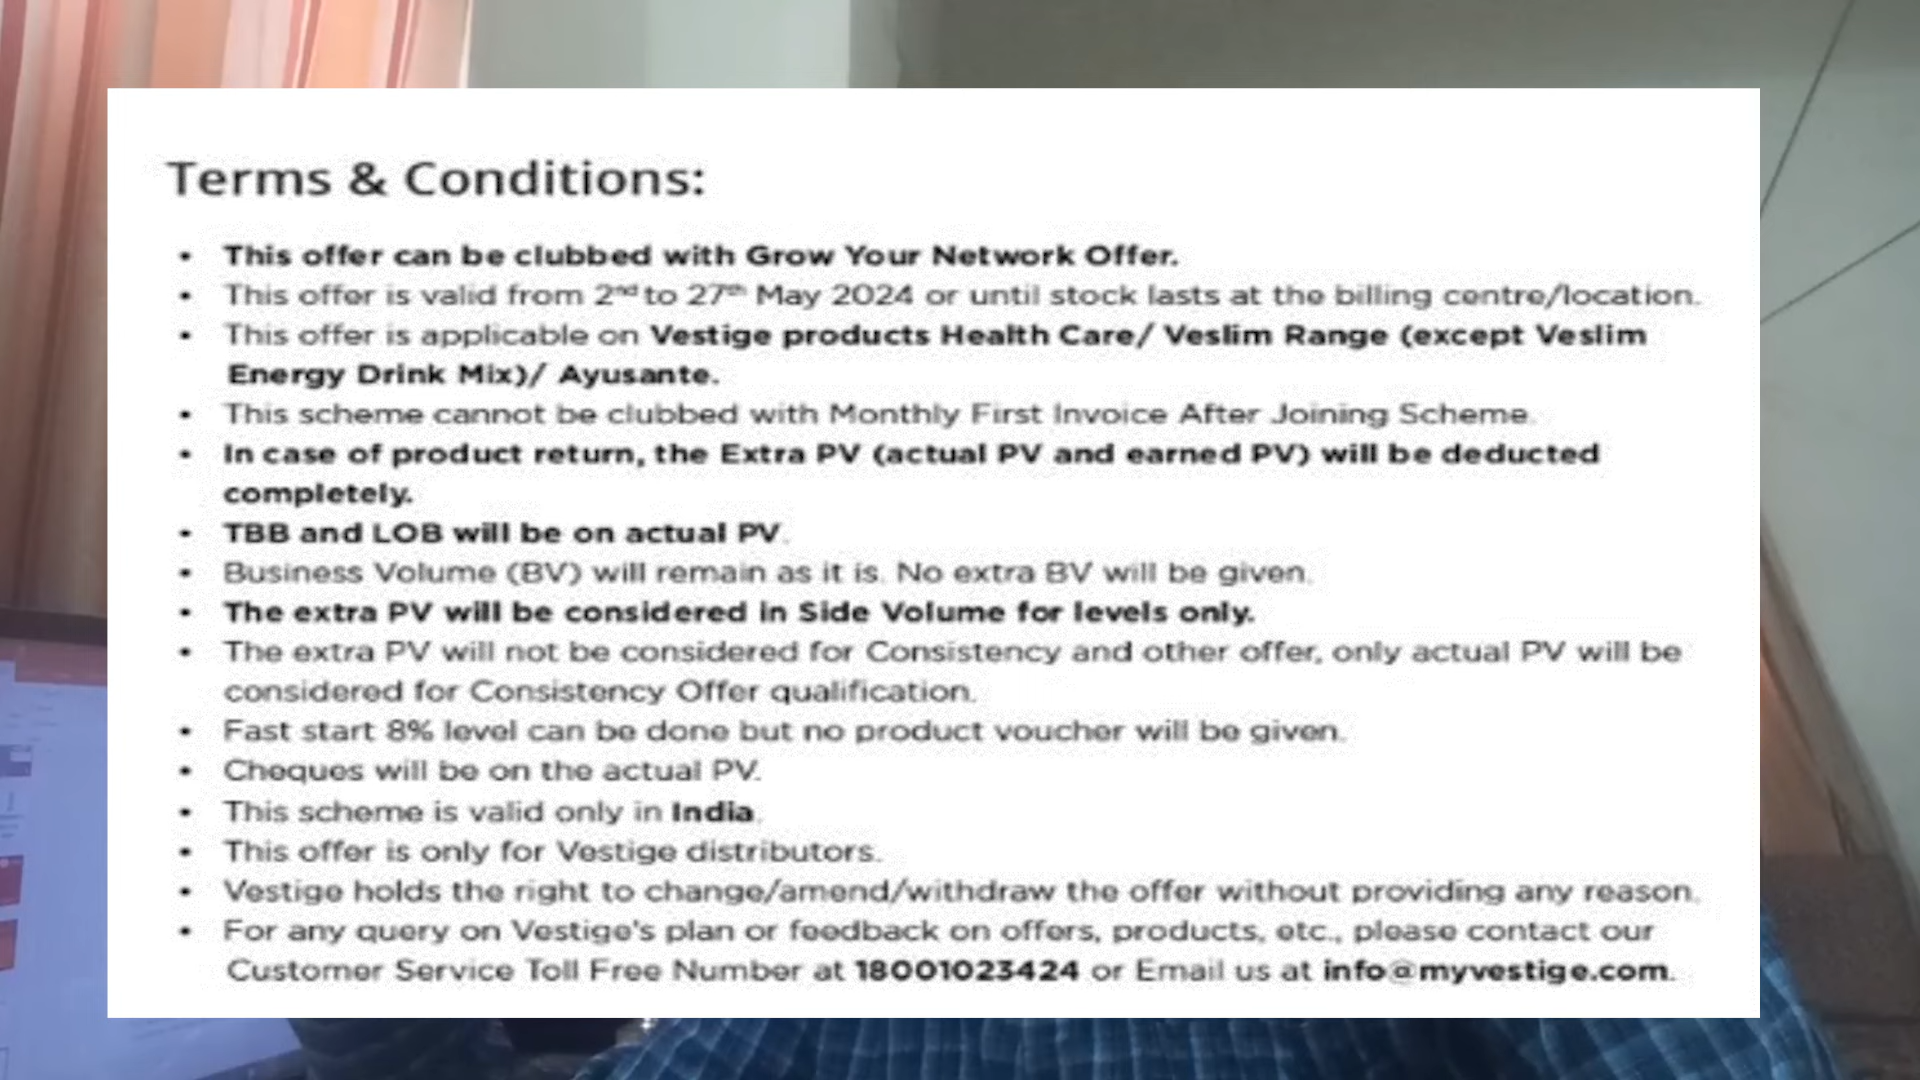 Terms & Conditions:
• This offer can be clubbed with Grow Your Network Offer.
• This offer is valid from 2nd to 27th May 2024 or until stock lasts at the billing centre/location.
• This offer is applicable on Vestige products Health Care/ Veslim Range (except Veslim
Energy Drink Mix)/ Ayusante.
• This scheme cannot be clubbed with Monthly First Invoice After Joining Scheme.
• In case of product return, the Extra PV (actual PV and earned PV) will be deducted
completely.
• TBB and LOB will be on actual PV.
• Business Volume (BV) will remain as it is. No extra BV will be given.
• The extra PV will be considered in Side Volume for levels only.
• The extra PV will not be considered for Consistency and other offer, only actual PV will be
considered for Consistency Offer qualification.
• Fast start 8% level can be done but no product voucher will be given.
• Cheques will be on the actual PV.
• This scheme is valid only in India.
• This offer is only for Vestige distributors.
• Vestige holds the right to change/amend/withdraw the offer without providing any reason.
• For any query on Vestige's plan or feedback on offers, products, etc., please contact our
Customer Service Toll Free Number at 18001023424 or Email us at info@myvestige.com.